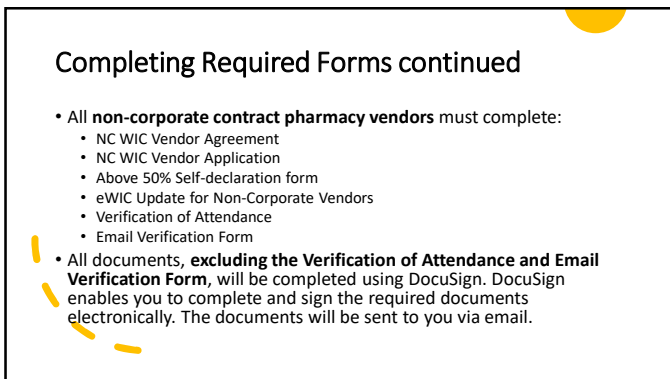 Completing Required Forms continued
• All non-corporate contract pharmacy vendors must complete:
• NC WIC Vendor Agreement
• NC WIC Vendor Application
• Above 50% Self-declaration form
• eWIC Update for Non-Corporate Vendors
• Verification of Attendance
• Email Verification Form
• All documents, excluding the Verification of Attendance and Email
Verification Form, will be completed using DocuSign. DocuSign
enables you to complete and sign the required documents
electronically. The documents will be sent to you via email.